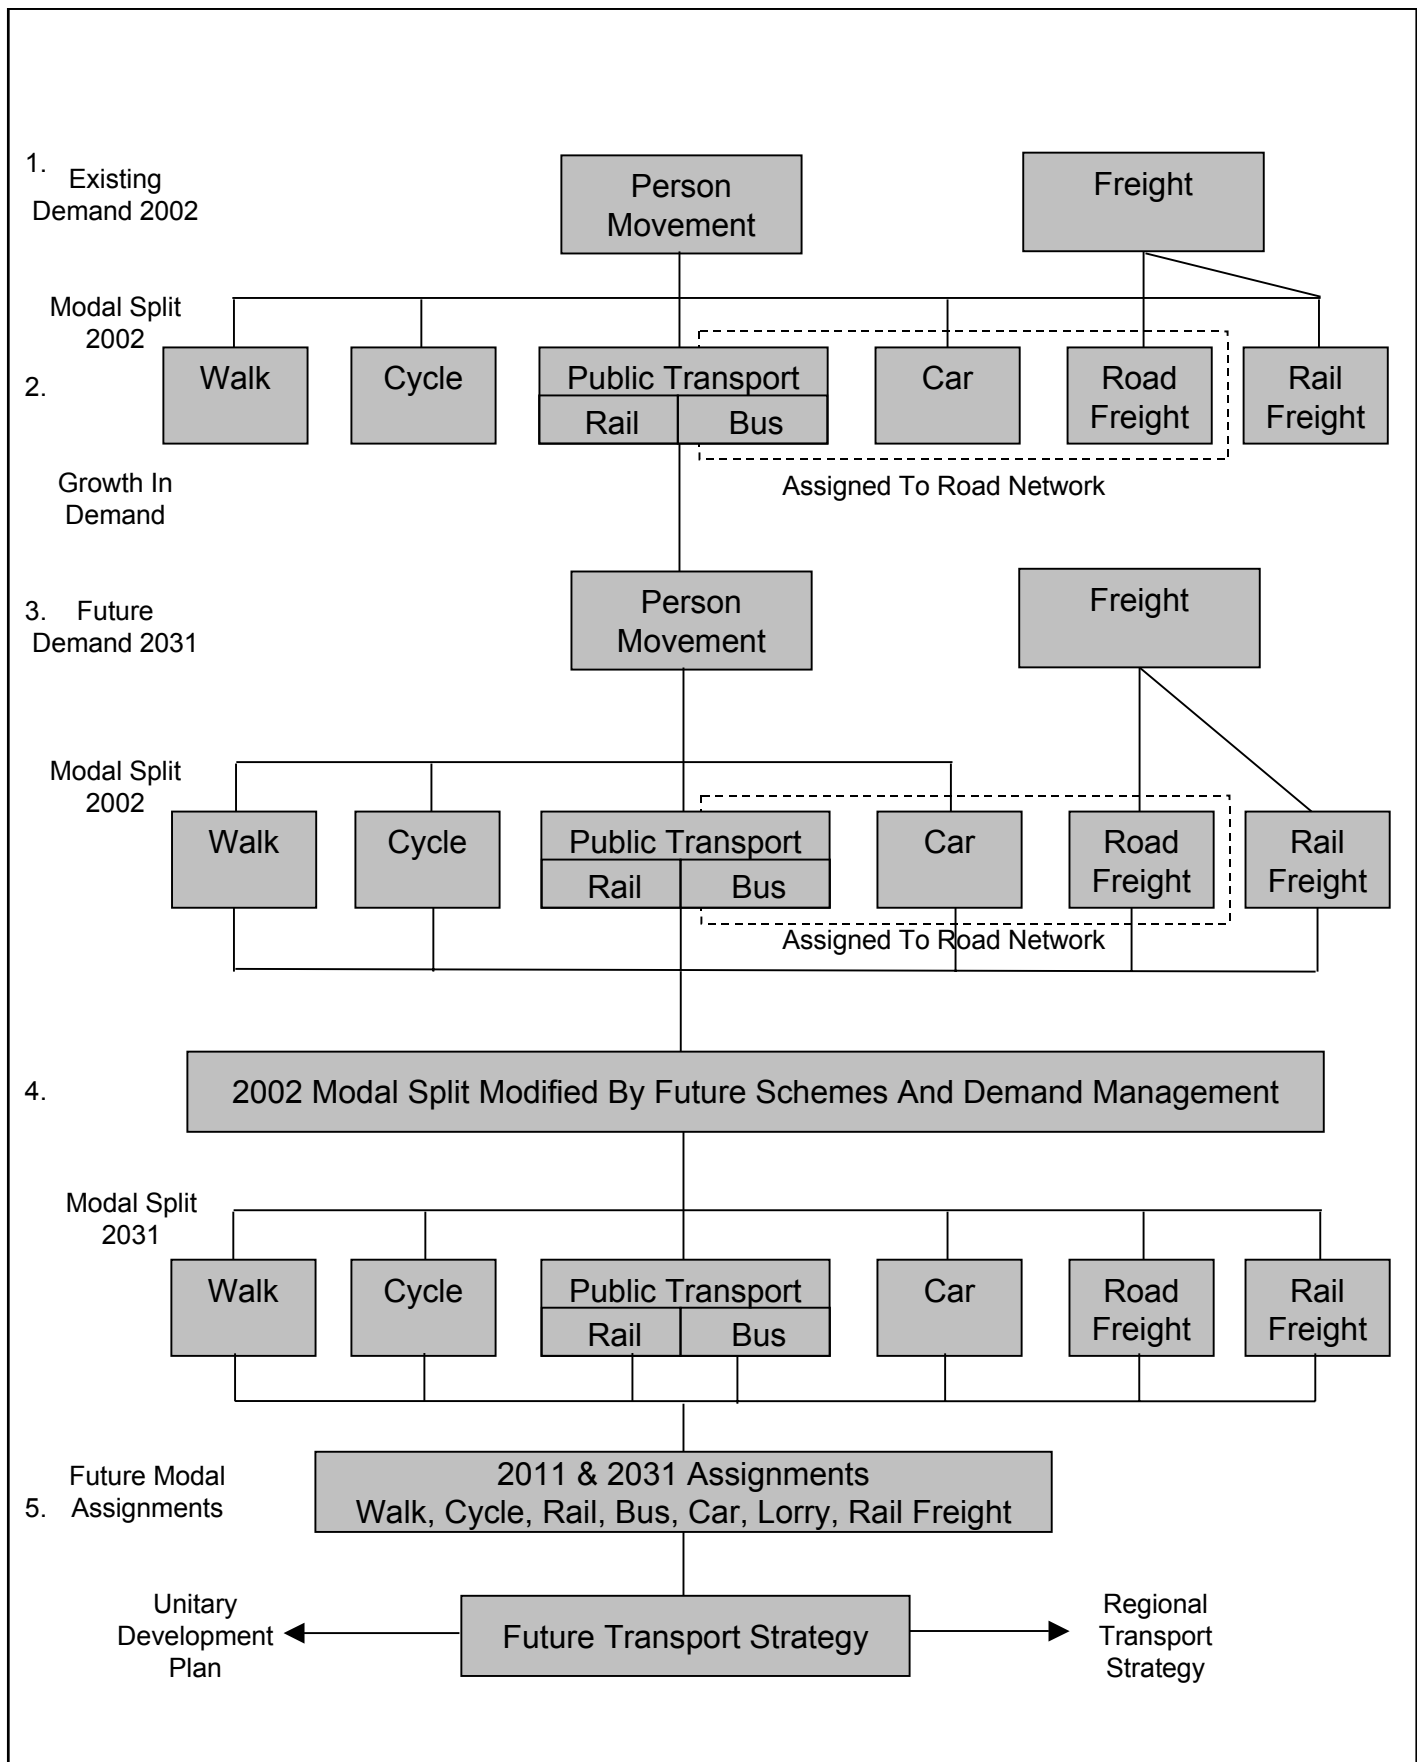 1.
Existing
Demand 2002
Person
Movement
Freight
Modal Split
2002
2.
Walk
Cycle
Public Transport
Rail
Bus
Car
Road
Freight
Rail
Freight
Assigned To Road Network
Growth In
Demand
3. Future
Demand 2031
Person
Movement
Freight
Modal Split
2002
Walk
Cycle
Public Transport
Rail
Bus
Car
Road
Freight
Rail
Freight
Assigned To Road Network
4.
2002 Modal Split Modified By Future Schemes And Demand Management
Modal Split
2031
Walk
Cycle
Public Transport
Rail
Bus
Car
Road
Freight
Rail
Freight
Future Modal
5. Assignments
2011 & 2031 Assignments
Walk, Cycle, Rail, Bus, Car, Lorry, Rail Freight
Unitary
Development
Plan
Future Transport Strategy
Regional
Transport
Strategy